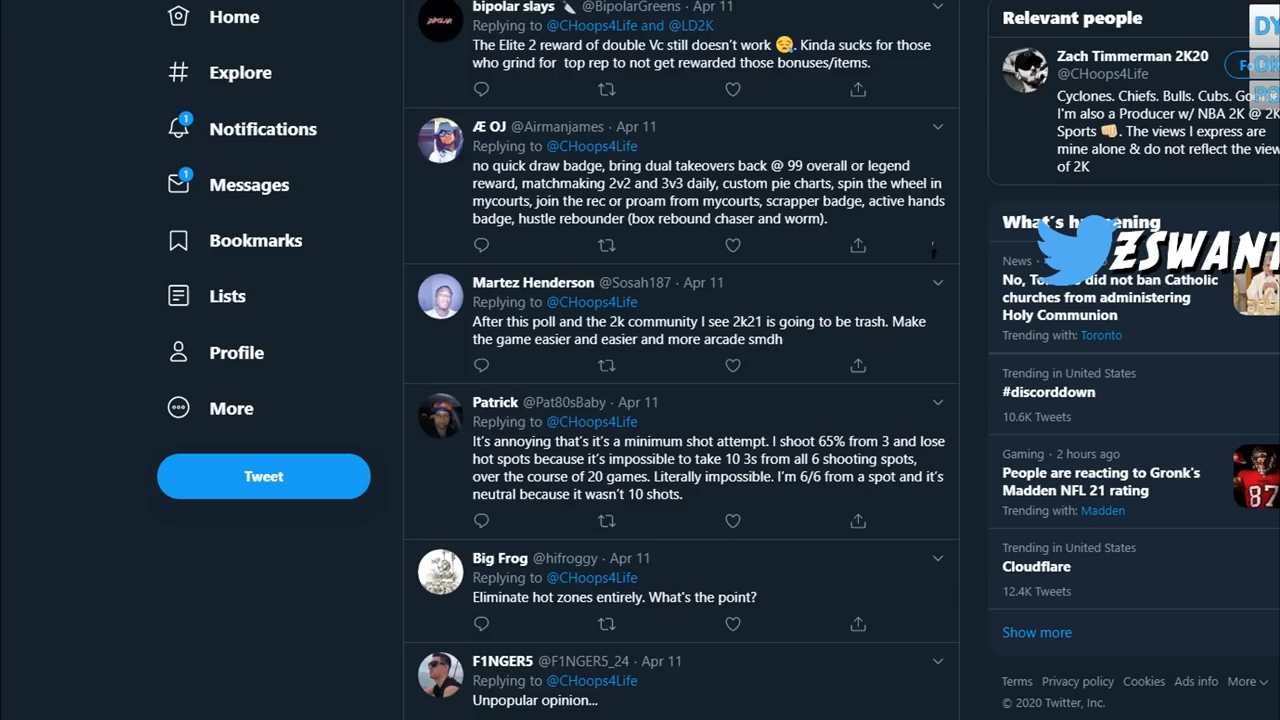 Home
Explore
1
Notifications
1
Messages
Bookmarks
Lists
Profile
More
Tweet
bipolar slays @BipolarGreens · Apr 11
Replying to @CHoops4Life and @LD2K
The Elite 2 reward of double Vc still doesn't work 😪. Kinda sucks for those
who grind for top rep to not get rewarded those bonuses/items.
Æ OJ @Airmanjames · Apr 11
Replying to @CHoops4Life
no quick draw badge, bring dual takeovers back @ 99 overall or legend
reward, matchmaking 2v2 and 3v3 daily, custom pie charts, spin the wheel in
mycourts, join the rec or proam from mycourts, scrapper badge, active hands
badge, hustle rebounder (box rebound chaser and worm).
Martez Henderson @Sosah187 · Apr 11
Replying to @CHoops4Life
After this poll and the 2k community I see 2k21 is going to be trash. Make
the game easier and easier and more arcade smdh
Patrick @Pat80sBaby · Apr 11
Replying to @CHoops4Life
It's annoying that's it's a minimum shot attempt. I shoot 65% from 3 and lose
hot spots because it's impossible to take 10 3s from all 6 shooting spots,
over the course of 20 games. Literally impossible. I'm 6/6 from a spot and it's
neutral because it wasn't 10 shots.
Big Frog @hifroggy · Apr 11
Replying to @CHoops4Life
Eliminate hot zones entirely. What's the point?
F1NGER5 @F1NGER5_24 · Apr 11
Replying to @CHoops4Life
Unpopular opinion...
Relevant people
Zach Timmerman 2K20
@CHoops4Life
Cyclones. Chiefs. Bulls. Cubs.
I'm also a Producer w/ NBA 2K @ 2K
Sports 👊🏼. The views I express are
mine alone & do not reflect the view
of 2K
DY
What's
ZSWANT
News ·
No, did not ban Catholic
churches from administering
Holy Communion
Trending with: Toronto
Trending in United States
#discorddown
10.6K Tweets
Gaming · 2 hours ago
People are reacting to Gronk's
Madden NFL 21 rating
Trending with: Madden
87
Trending in United States
Cloudflare
12.4K Tweets
Show more
Terms Privacy policy Cookies Ads info More
© 2020 Twitter, Inc.